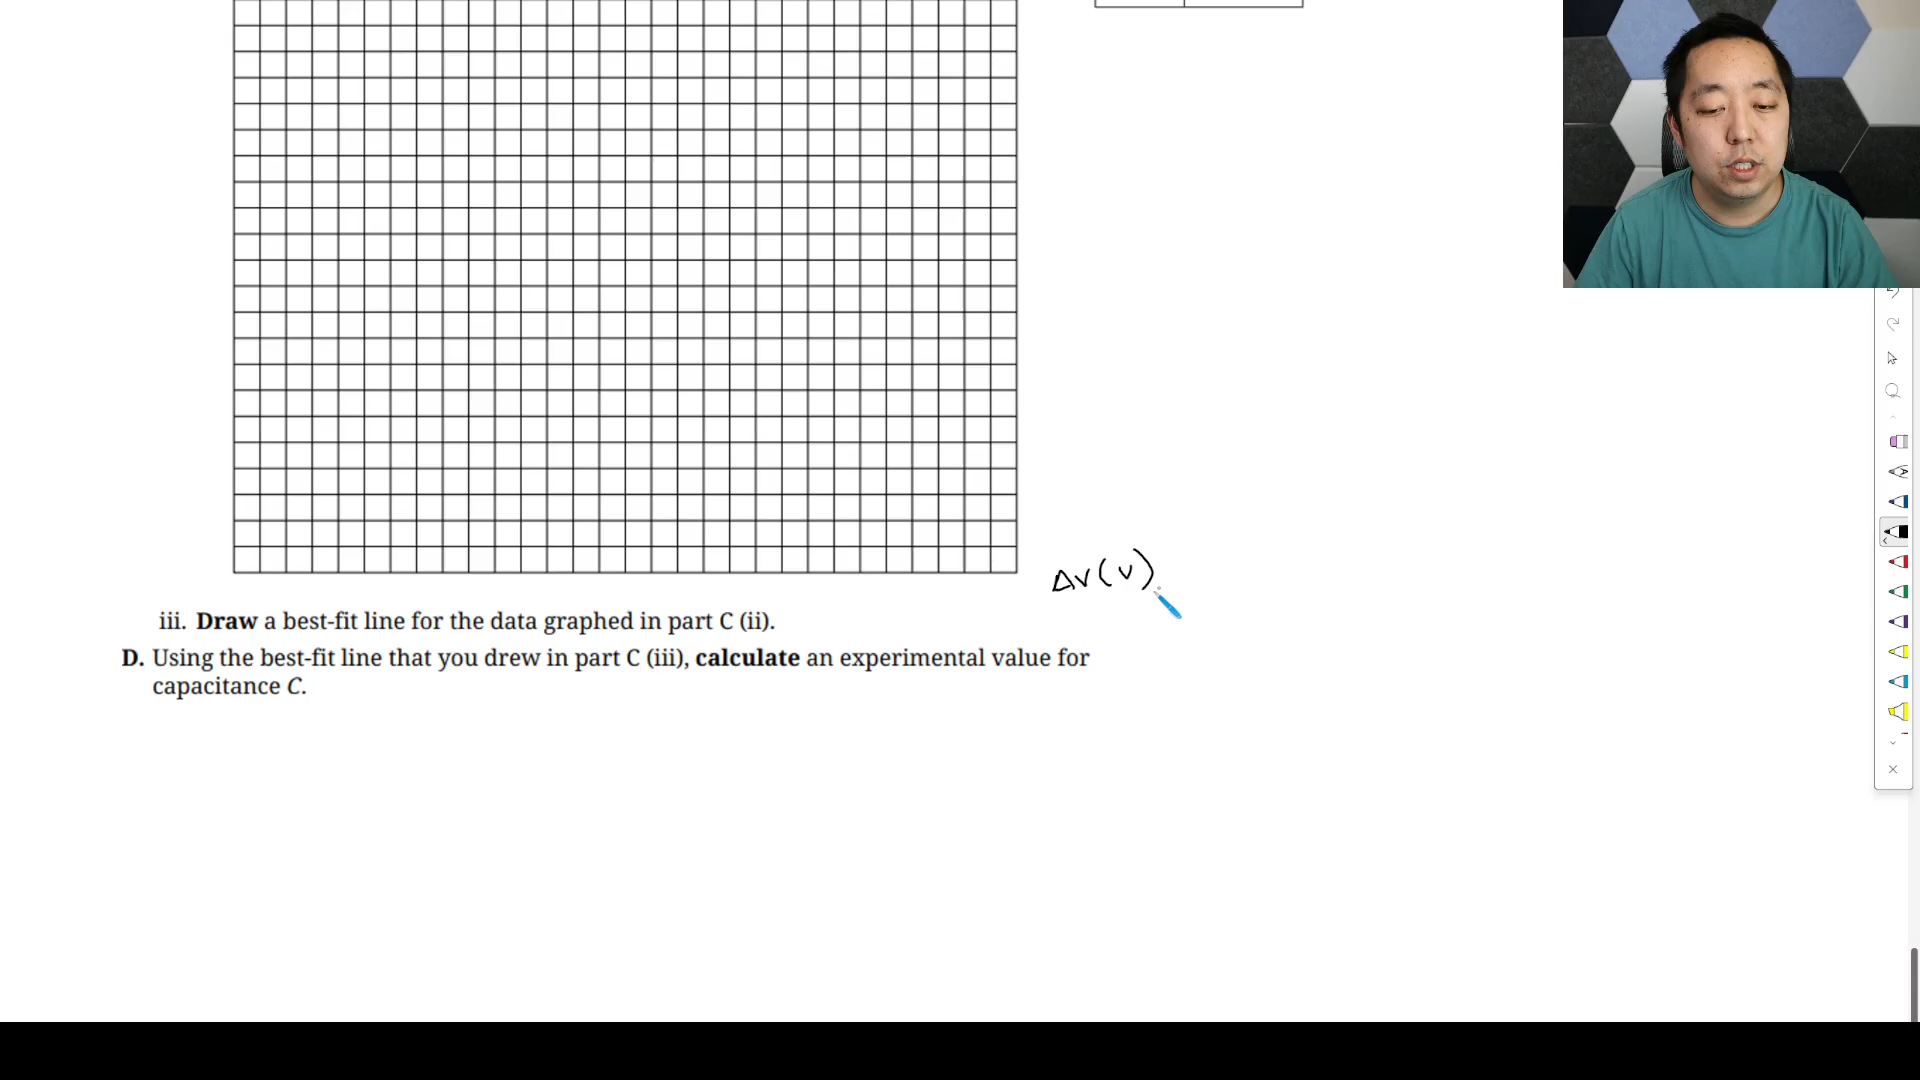 ΔV(V)
iii. Draw a best-fit line for the data graphed in part C (ii).
D. Using the best-fit line that you drew in part C (iii), calculate an experimental value for
capacitance C.